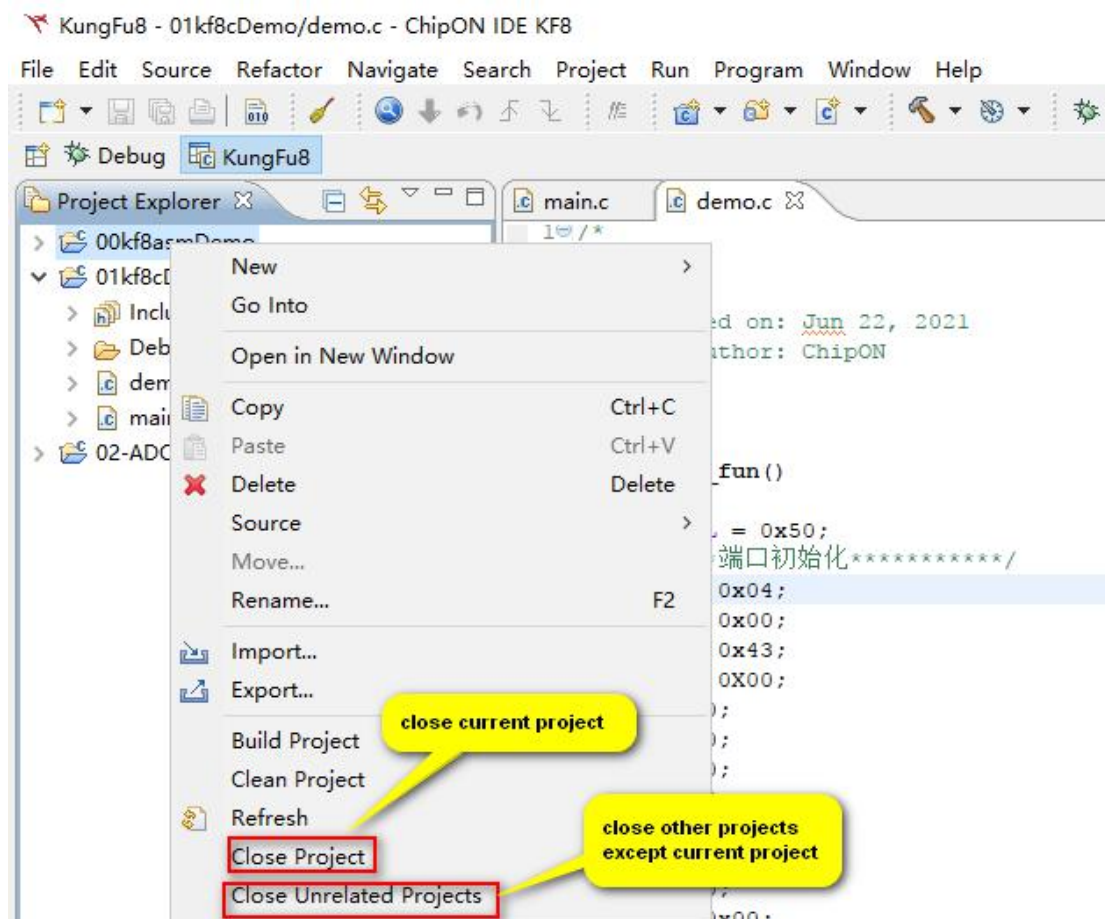 KungFu8 - 01kf8cDemo/demo.c - ChipON IDE KF8
File Edit Source Refactor Navigate Search Project Run Program Window Help
Debug KungFu8
Project Explorer
main.c
demo.c
1 /*
00kf8asmDemo
01kf8cD
Inclu
Deb
dem
mai
02-ADC
New
Go Into
Open in New Window
Copy Ctrl+C
Paste Ctrl+V
Delete Delete
Source
Move...
Rename... F2
Import...
Export...
Build Project
Clean Project
Refresh
Close Project
Close Unrelated Projects
ed on: Jun 22, 2021
thor: ChipON
_fun()
= 0x50;
端口初始化***********/
0x04;
0x00;
0x43;
0X00;
);
);
);
close current project
close other projects
except current project